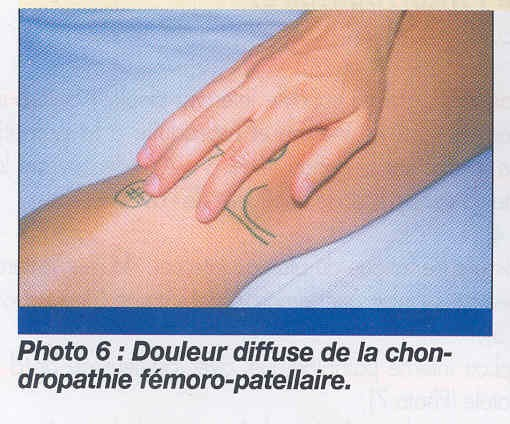 Photo 6 : Douleur diffuse de la chon-
dropathie fémoro-patellaire.